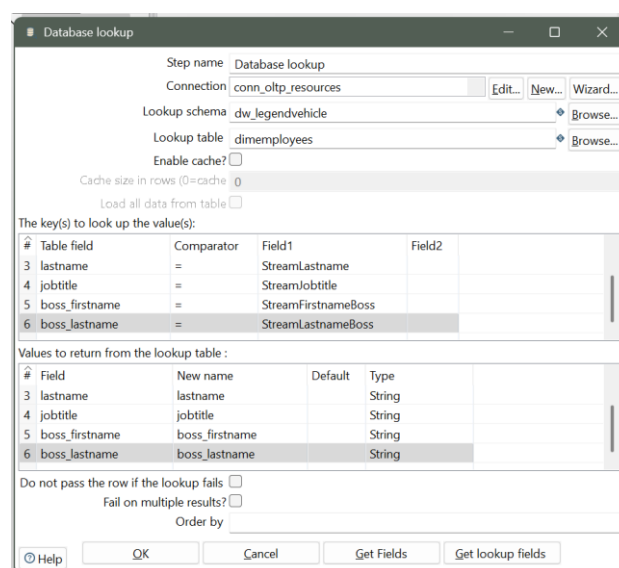 Database lookup
Step name Database lookup
Connection conn_oltp_resources Edit... New... Wizard...
Lookup schema dw_legendvehicle Browse...
Lookup table dimemployees Browse...
Enable cache?
Cache size in rows (0=cache 0
Load all data from table
The key(s) to look up the value(s):
# Table field Comparator Field1 Field2
3 lastname = StreamLastname
4 jobtitle = StreamJobtitle
5 boss_firstname = StreamFirstnameBoss
6 boss_lastname = StreamLastnameBoss
Values to return from the lookup table :
# Field New name Default Type
3 lastname lastname String
4 jobtitle jobtitle String
5 boss_firstname boss_firstname String
6 boss_lastname boss_lastname String
Do not pass the row if the lookup fails
Fail on multiple results?
Order by
Help OK Cancel Get Fields Get lookup fields